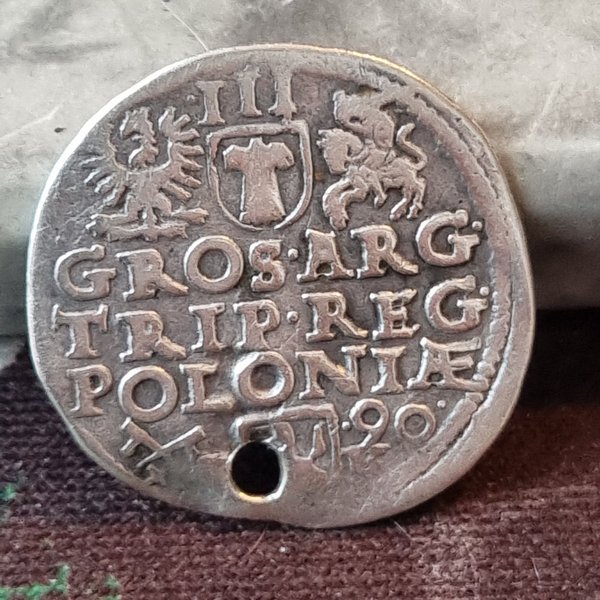 III
GROS·ARG:
TRIP·REG:
POLONIÆ
·90·